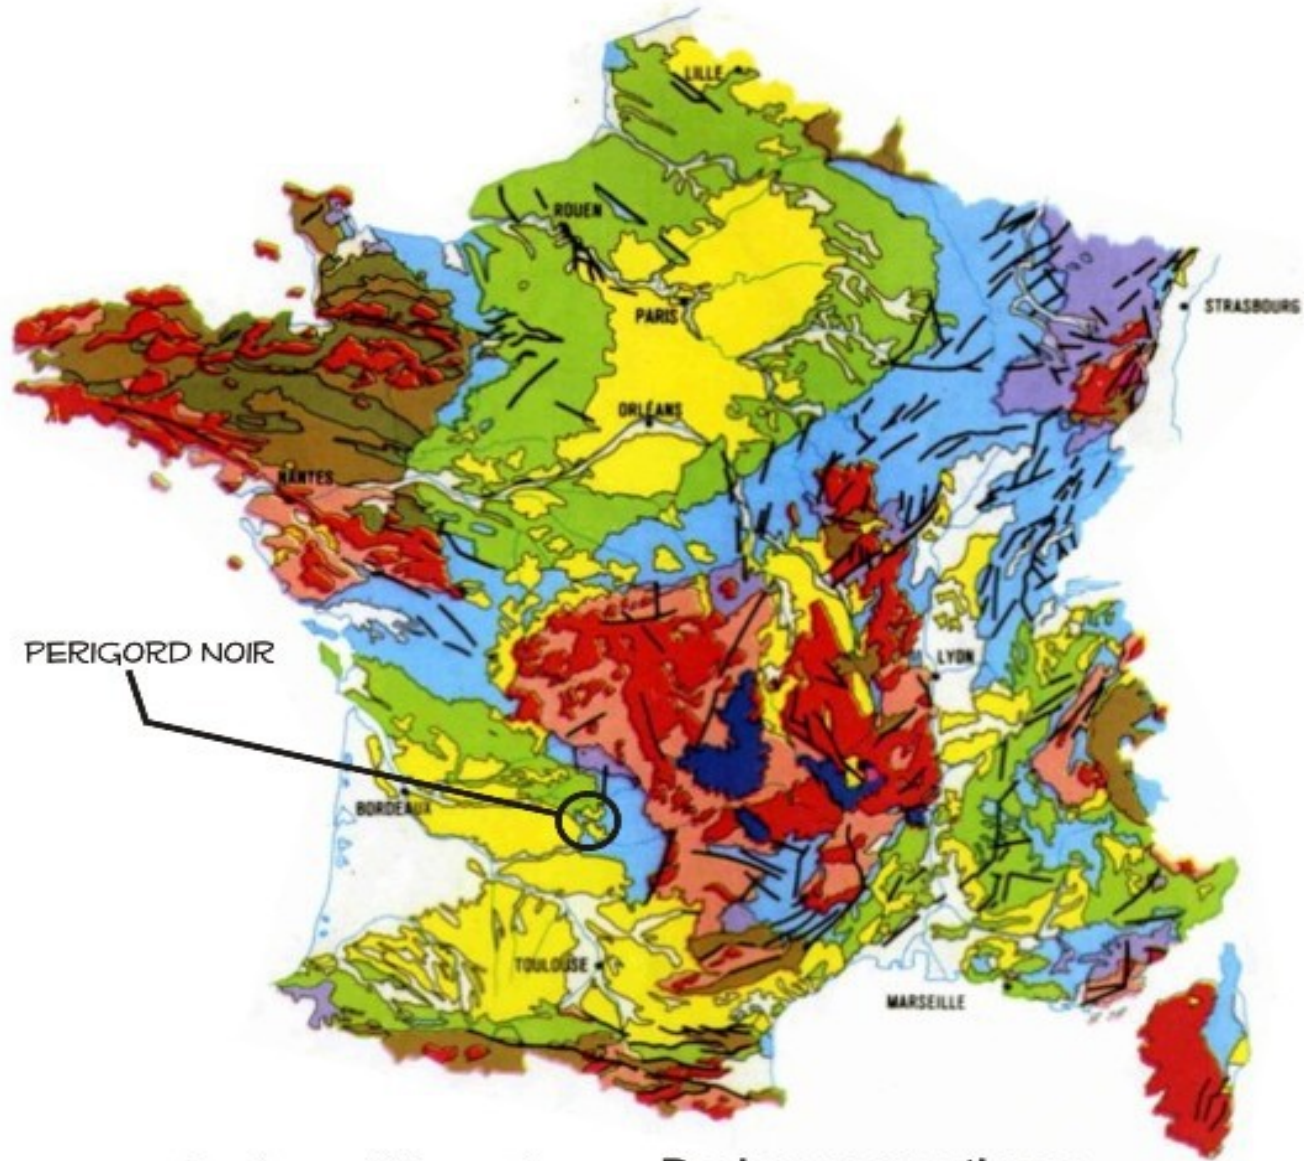 LILLE
ROUEN
PARIS
STRASBOURG
ORLÉANS
NANTES
PERIGORD NOIR
LYON
BORDEAUX
TOULOUSE
MARSEILLE